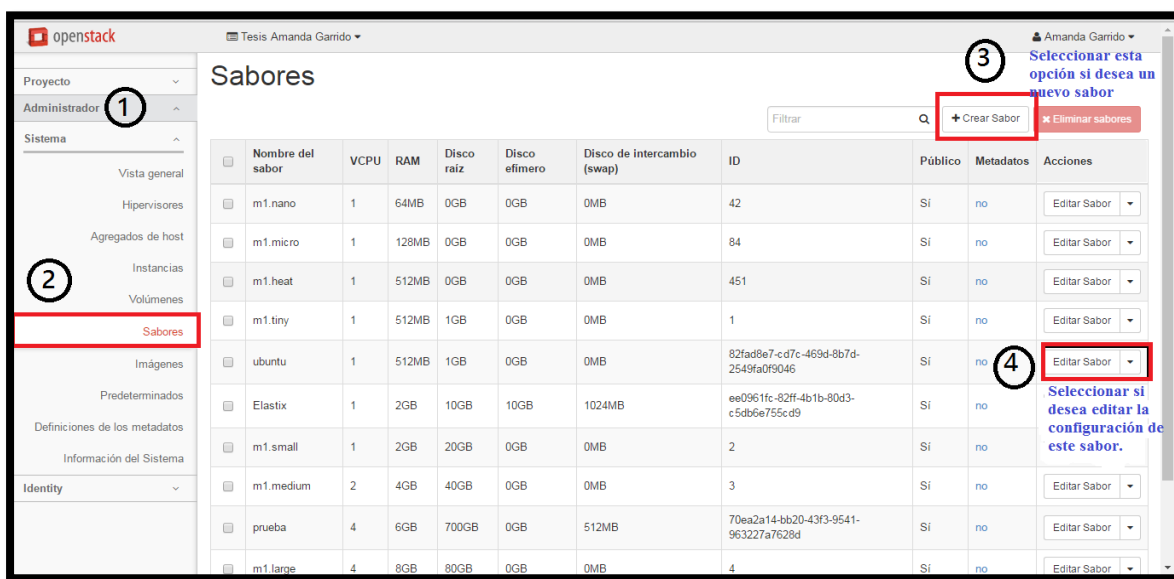 openstack
Tesis Amanda Garrido
Amanda Garrido
Proyecto
Administrador
1
Sistema
Vista general
Hipervisores
Agregados de host
Instancias
2
Volúmenes
Sabores
Imágenes
Predeterminados
Definiciones de los metadatos
Información del Sistema
Identity
Sabores
3
Seleccionar esta
opción si desea un
nuevo sabor
Filtrar
+ Crear Sabor
✖ Eliminar sabores
Nombre del sabor VCPU RAM Disco raíz Disco efímero Disco de intercambio (swap) ID Público Metadatos Acciones
m1.nano 1 64MB 0GB 0GB 0MB 42 Sí no Editar Sabor
m1.micro 1 128MB 0GB 0GB 0MB 84 Sí no Editar Sabor
m1.heat 1 512MB 0GB 0GB 0MB 451 Sí no Editar Sabor
m1.tiny 1 512MB 1GB 0GB 0MB 1 Sí no Editar Sabor
ubuntu 1 512MB 1GB 0GB 0MB 82fad8e7-cd7c-469d-8b7d-2549fa0f9046 Sí no 4 Editar Sabor
Elastix 1 2GB 10GB 10GB 1024MB ee0961fc-82ff-4b1b-80d3-c5db6e755cd9 Sí no
Seleccionar si
desea editar la
configuración de
este sabor.
m1.small 1 2GB 20GB 0GB 0MB 2 Sí no
m1.medium 2 4GB 40GB 0GB 0MB 3 Sí no Editar Sabor
prueba 4 6GB 700GB 0GB 512MB 70ea2a14-bb20-43f3-9541-963227a7628d Sí no Editar Sabor
m1.large 4 8GB 80GB 0GB 0MB 4 Sí no Editar Sabor